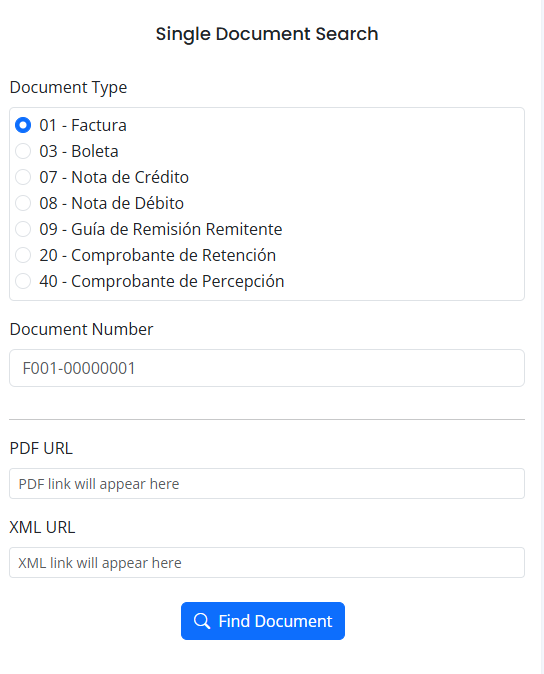 Single Document Search
Document Type
01 - Factura
03 - Boleta
07 - Nota de Crédito
08 - Nota de Débito
09 - Guía de Remisión Remitente
20 - Comprobante de Retención
40 - Comprobante de Percepción
Document Number
F001-00000001
PDF URL
PDF link will appear here
XML URL
XML link will appear here
Find Document